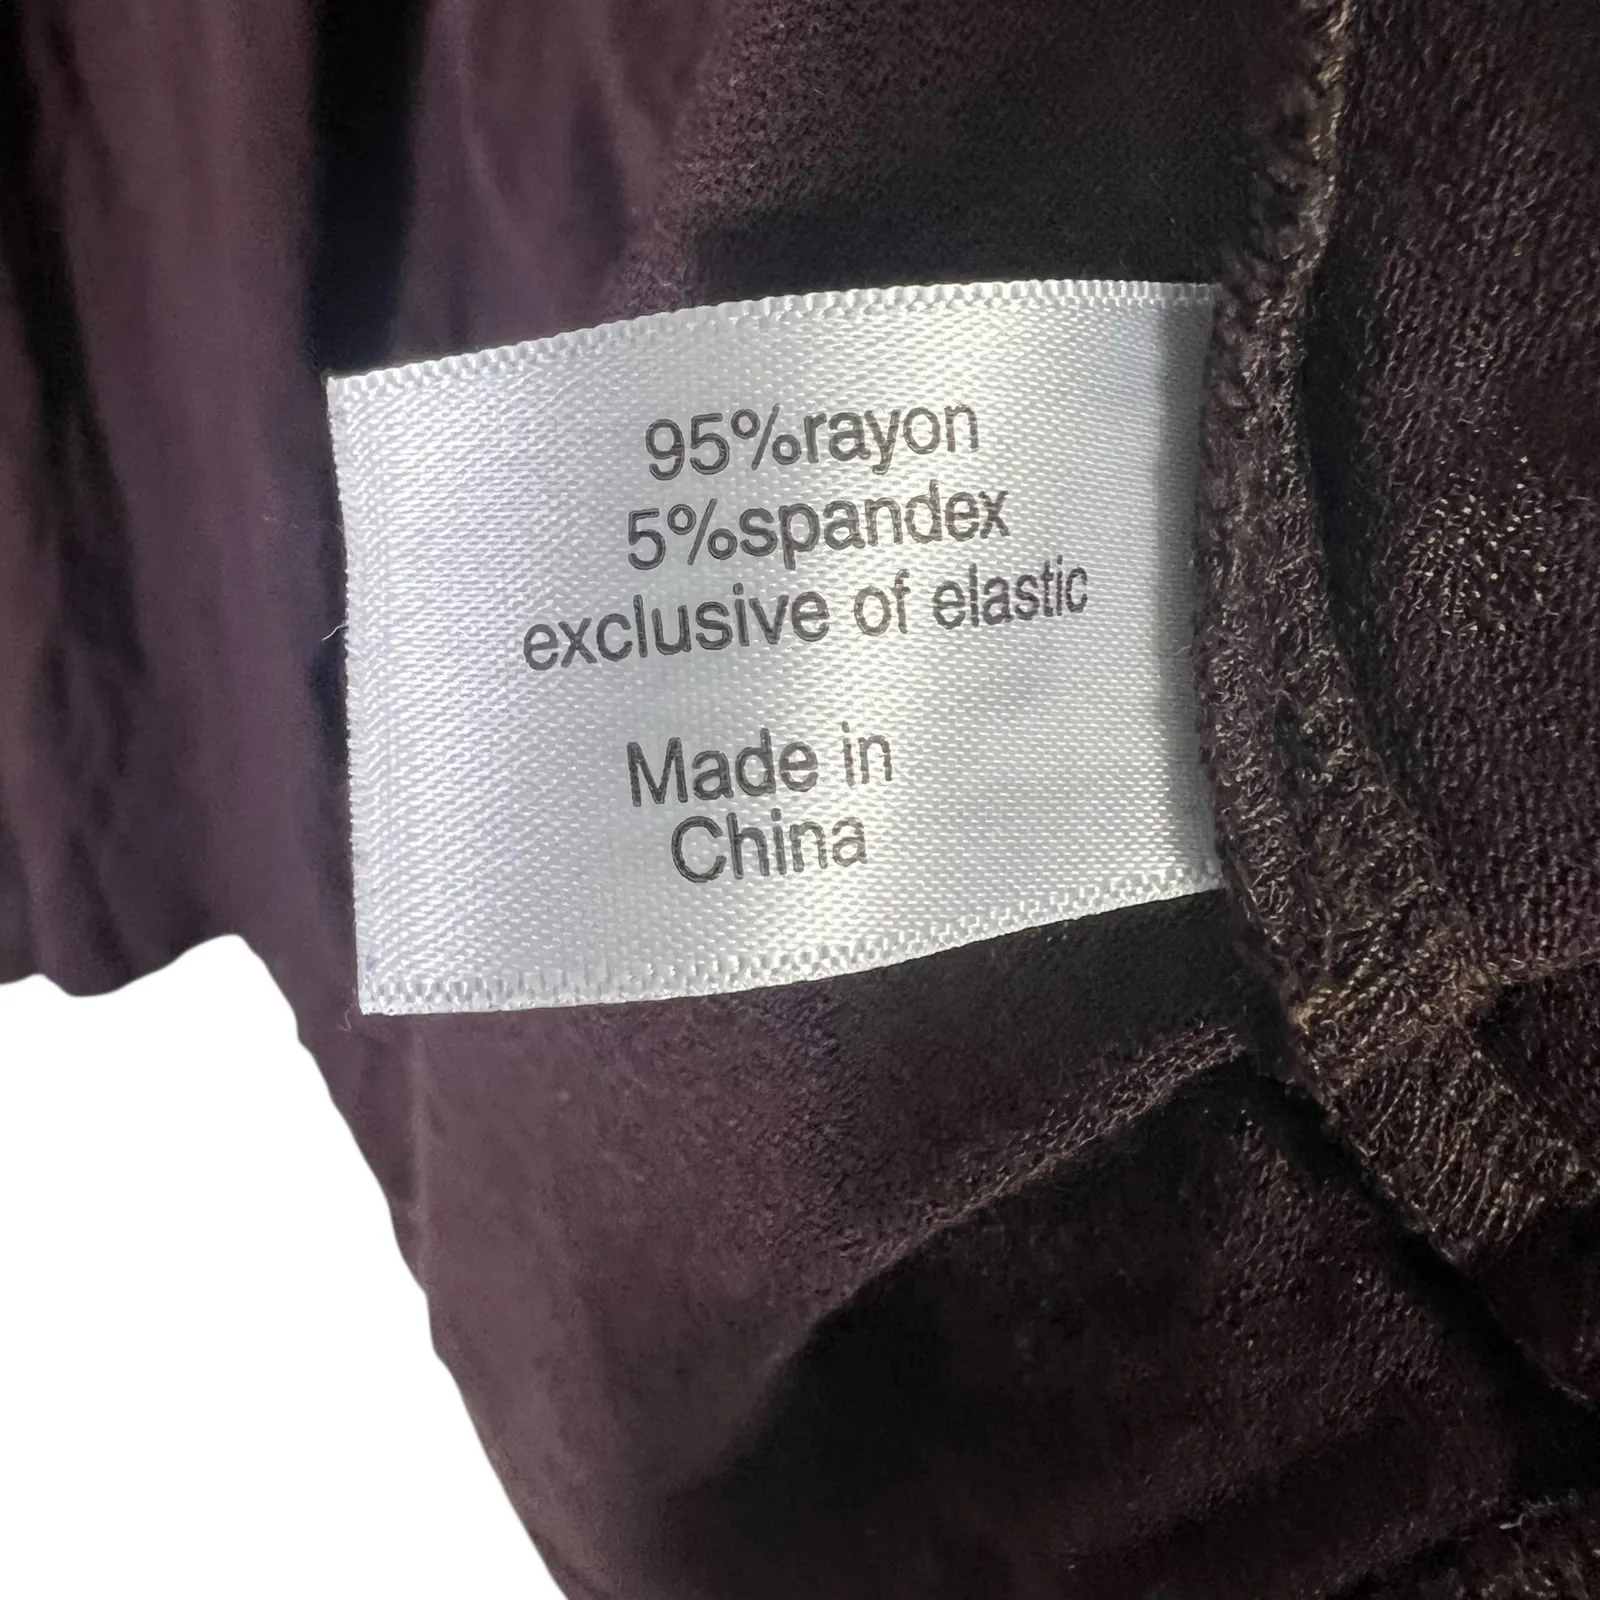 95%rayon
5%spandex
exclusive of elastic
Made in
China